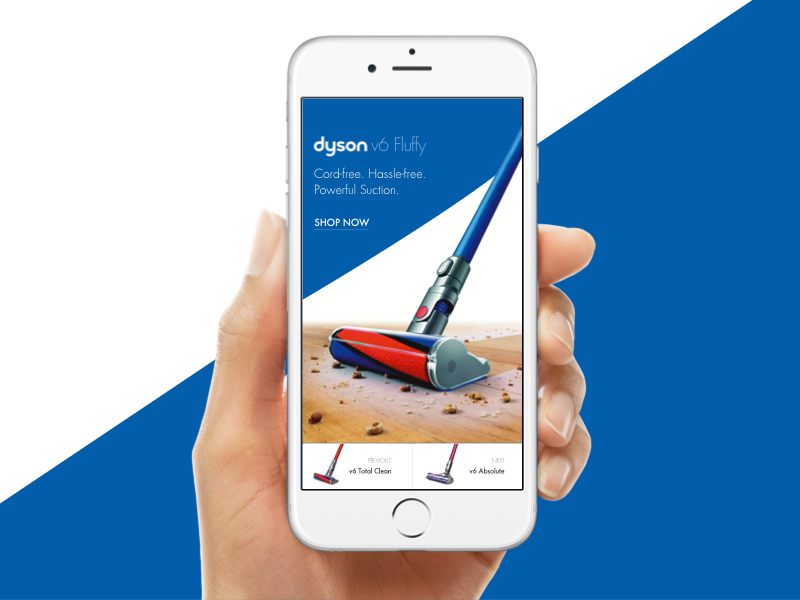 dyson v6 Fluffy
Cord-free. Hassle-free.
Powerful Suction.
SHOP NOW
PREVIOUS
v6 Total Clean
NEXT
v6 Absolute